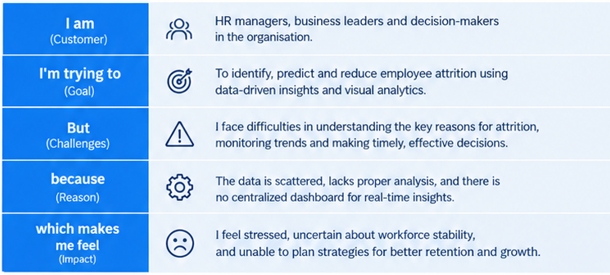 I am
(Customer)
HR managers, business leaders and decision-makers
in the organisation.
I'm trying to
(Goal)
To identify, predict and reduce employee attrition using
data-driven insights and visual analytics.
But
(Challenges)
I face difficulties in understanding the key reasons for attrition,
monitoring trends and making timely, effective decisions.
because
(Reason)
The data is scattered, lacks proper analysis, and there is
no centralized dashboard for real-time insights.
which makes
me feel
(Impact)
I feel stressed, uncertain about workforce stability,
and unable to plan strategies for better retention and growth.